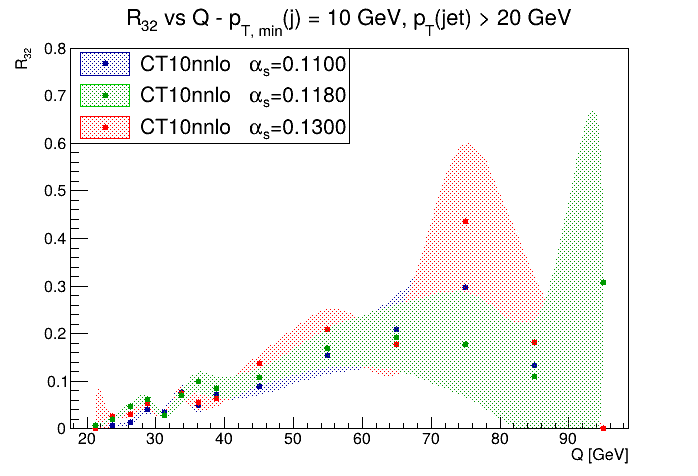 R32 vs Q - pT, min(j) = 10 GeV, pT(jet) > 20 GeV
R32
0.8
0.7
0.6
0.5
0.4
0.3
0.2
0.1
0
CT10nnlo αs=0.1100
CT10nnlo αs=0.1180
CT10nnlo αs=0.1300
20 30 40 50 60 70 80 90
Q [GeV]